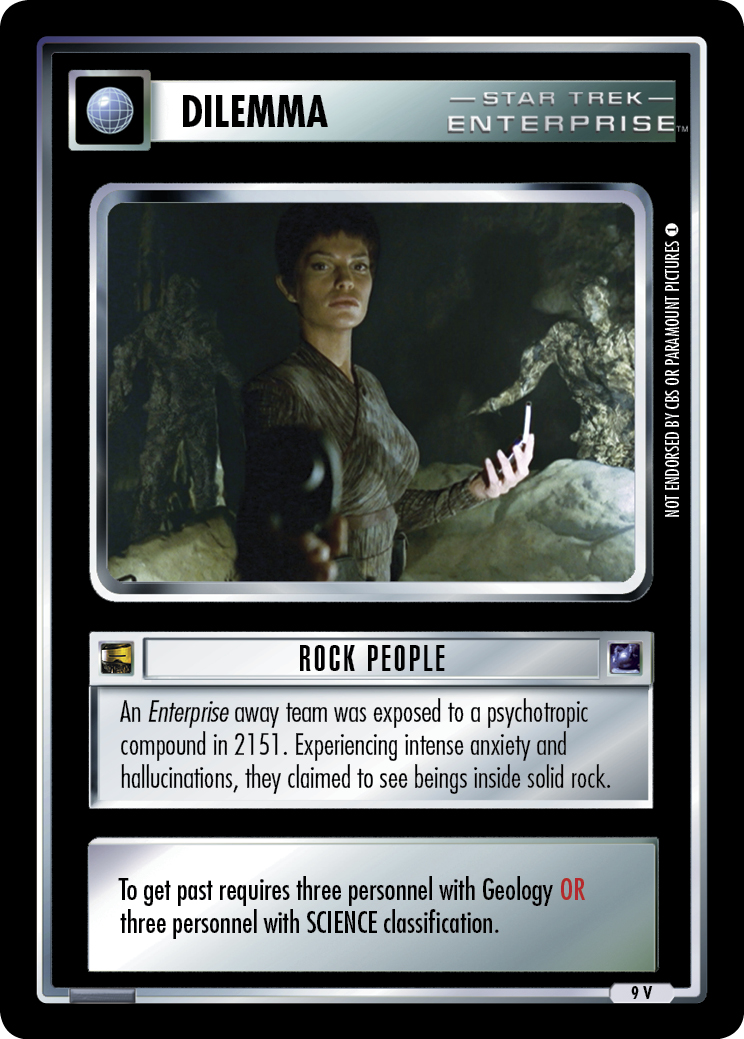 DILEMMA
— STAR TREK —
ENTERPRISE™
NOT ENDORSED BY CBS OR PARAMOUNT PICTURES 1
ROCK PEOPLE
An Enterprise away team was exposed to a psychotropic
compound in 2151. Experiencing intense anxiety and
hallucinations, they claimed to see beings inside solid rock.
To get past requires three personnel with Geology OR
three personnel with SCIENCE classification.
9 V